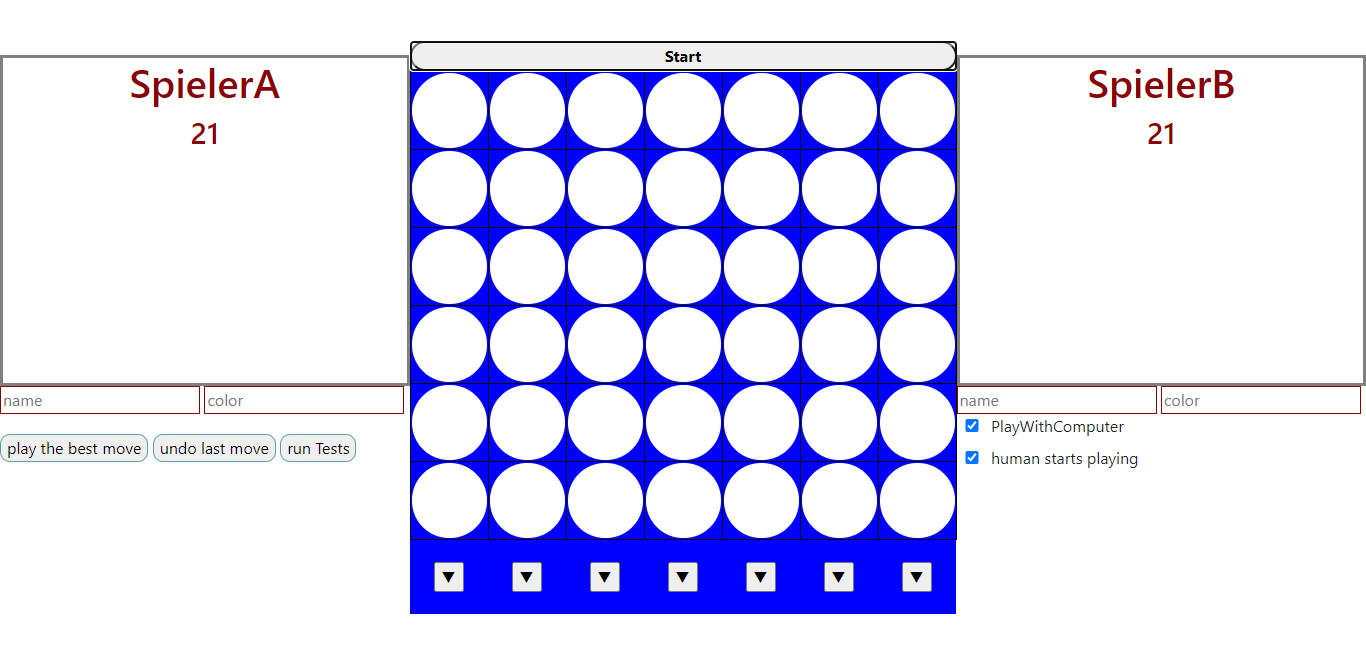 Start
SpielerA
21
name color
play the best move undo last move run Tests
▼ ▼ ▼ ▼ ▼ ▼ ▼
SpielerB
21
name color
PlayWithComputer
human starts playing